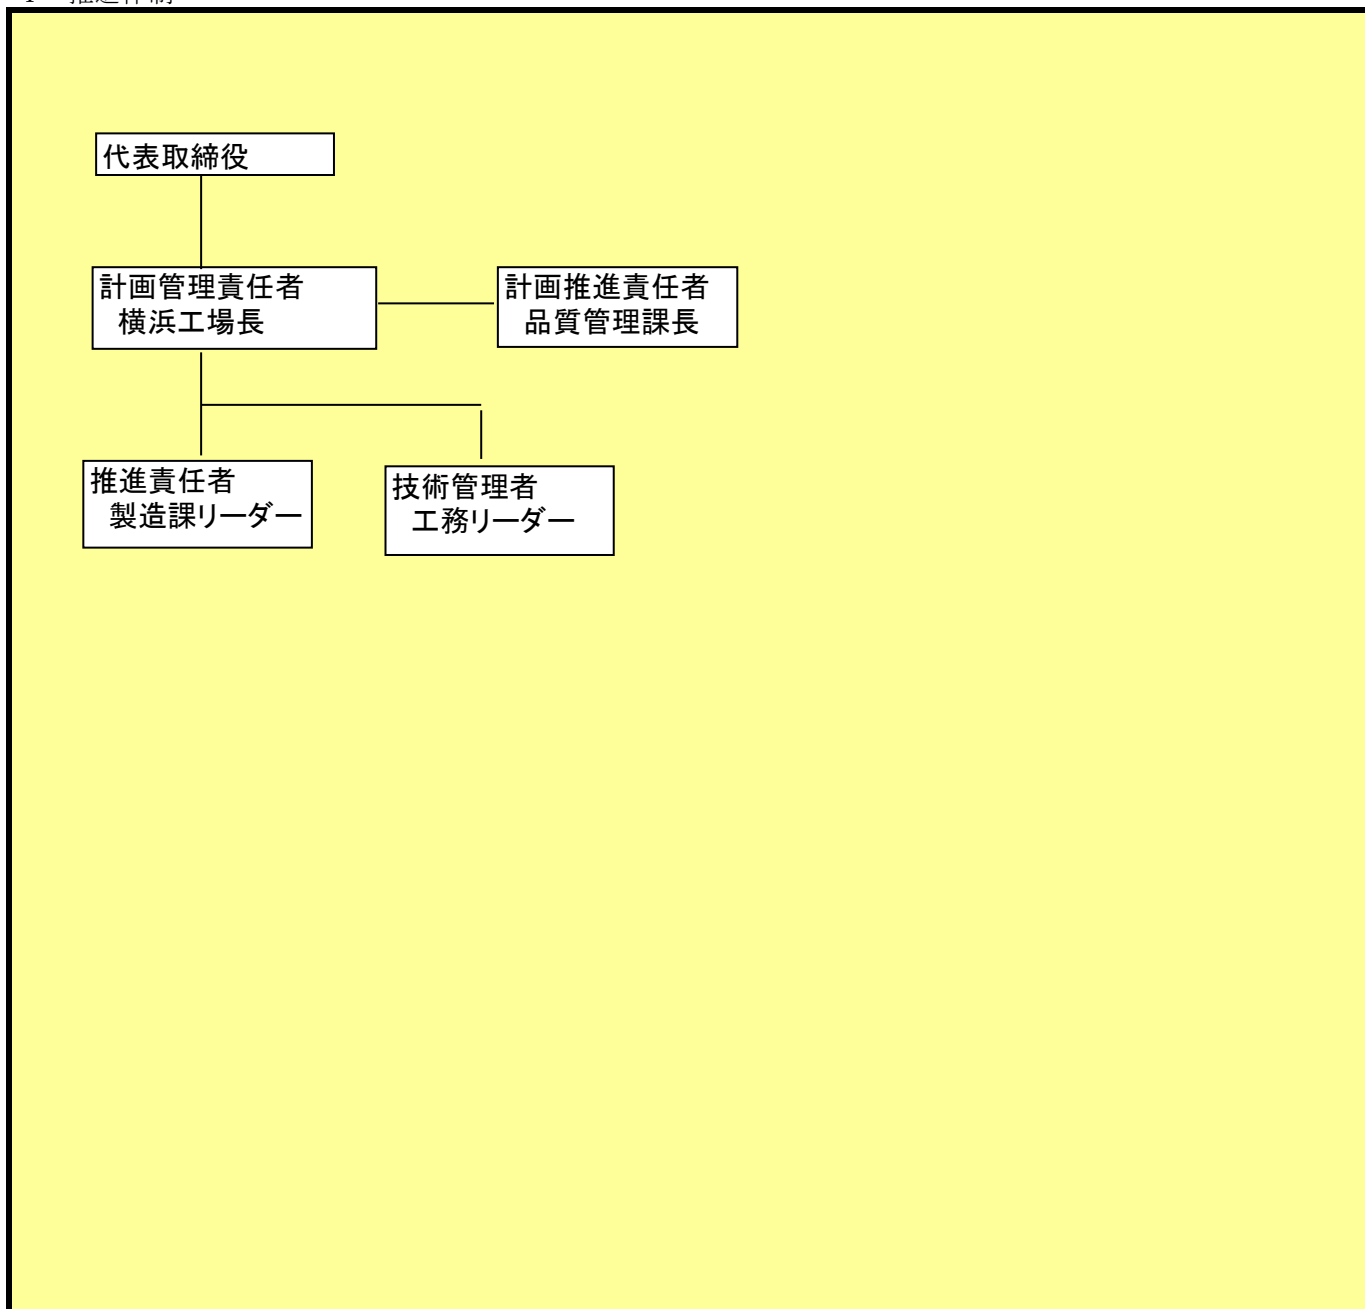 代表取締役
計画管理責任者
横浜工場長
計画推進責任者
品質管理課長
推進責任者
製造課リーダー
技術管理者
工務リーダー